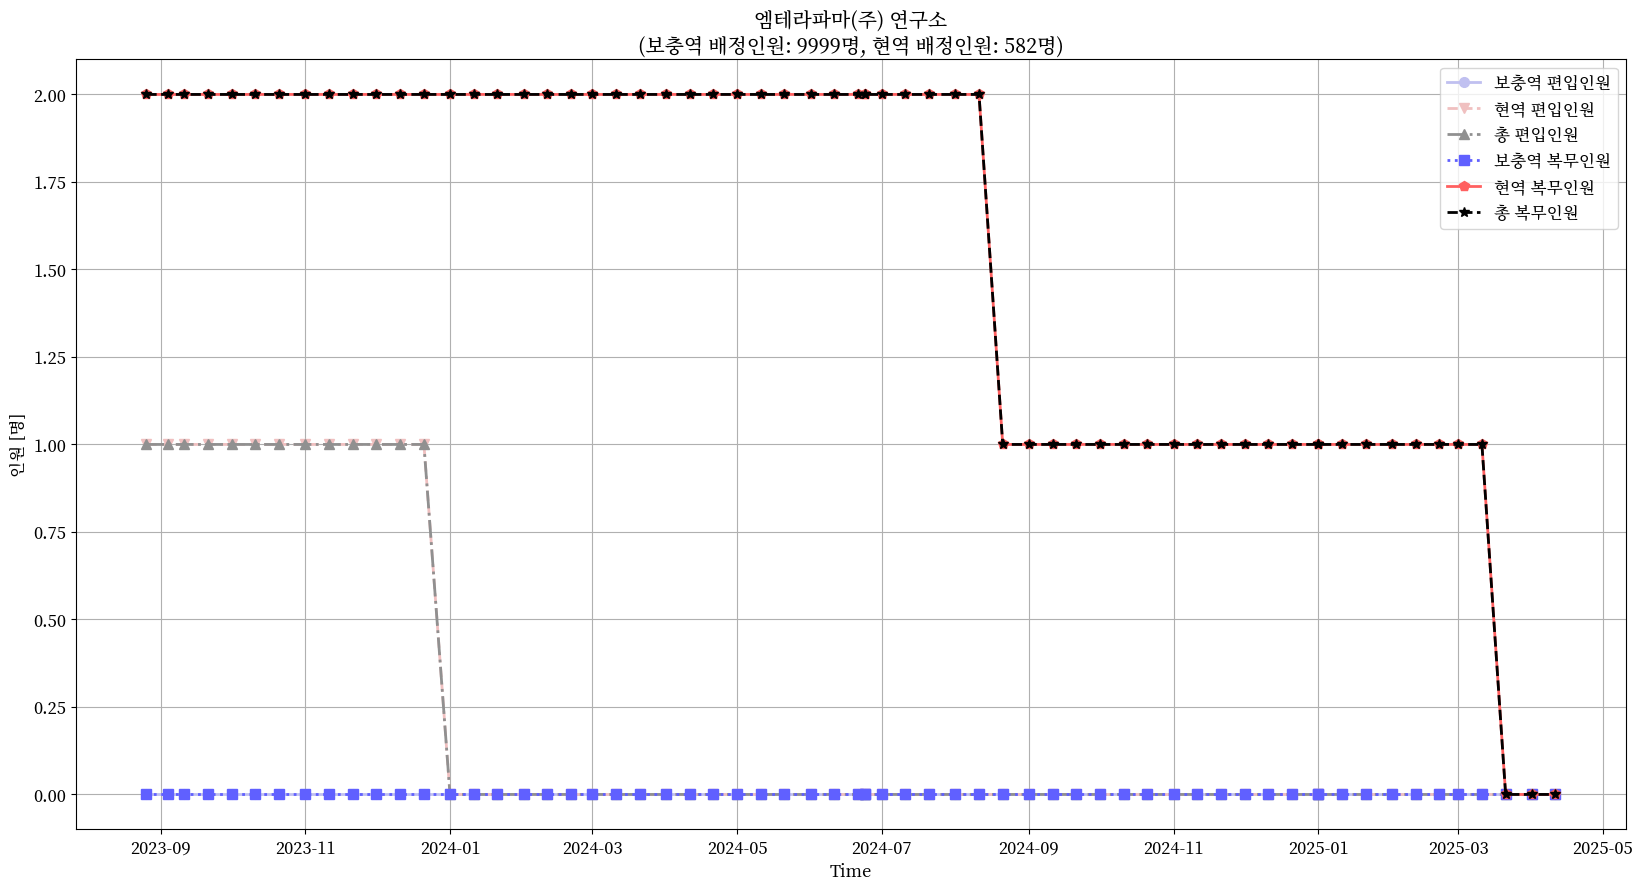 엠테라파마(주) 연구소
(보충역 배정인원: 9999명, 현역 배정인원: 582명)
보충역 편입인원
현역 편입인원
총 편입인원
보충역 복무인원
현역 복무인원
총 복무인원
인원 [명]
2.00
1.75
1.50
1.25
1.00
0.75
0.50
0.25
0.00
2023-09
2023-11
2024-01
2024-03
2024-05
2024-07
2024-09
2024-11
2025-01
2025-03
2025-05
Time